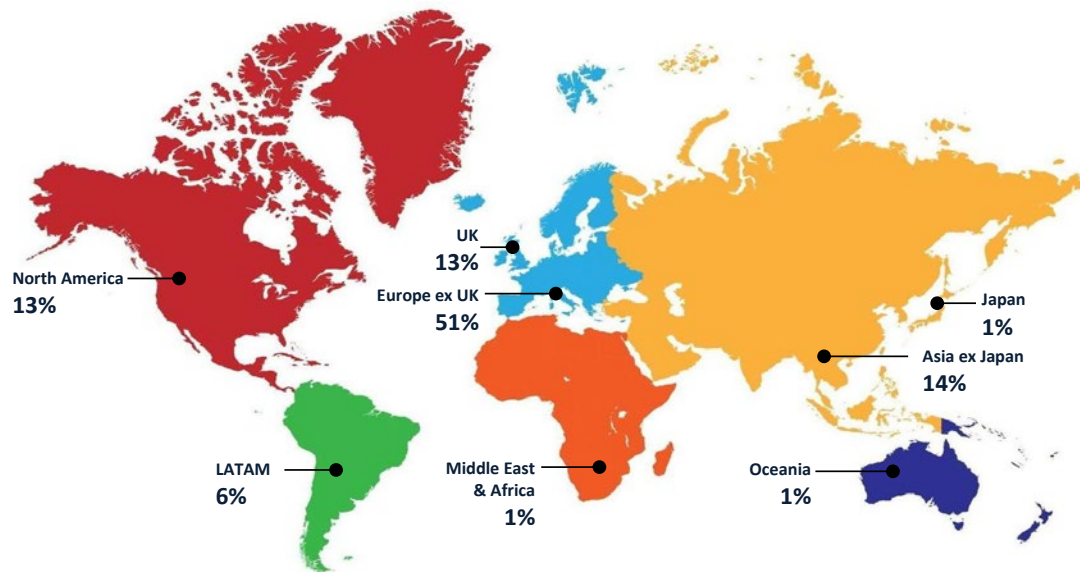 UK
13%
North America
13%
Europe ex UK
51%
Japan
1%
Asia ex Japan
14%
LATAM
6%
Middle East
& Africa
1%
Oceania
1%